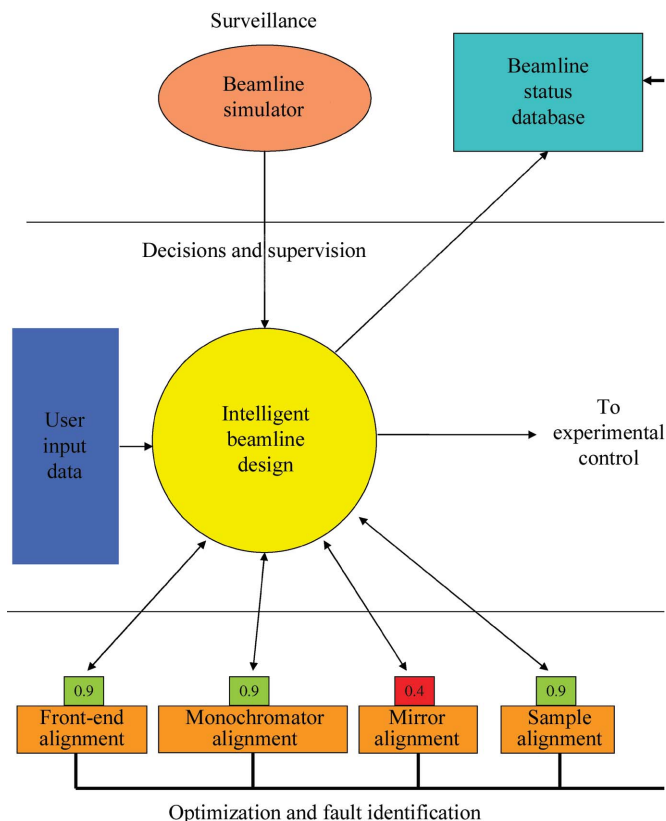 Surveillance
Beamline
simulator
Beamline
status
database
Decisions and supervision
User
input
data
Intelligent
beamline
design
To
experimental
control
0.9
0.9
0.4
0.9
Front-end
alignment
Monochromator
alignment
Mirror
alignment
Sample
alignment
Optimization and fault identification